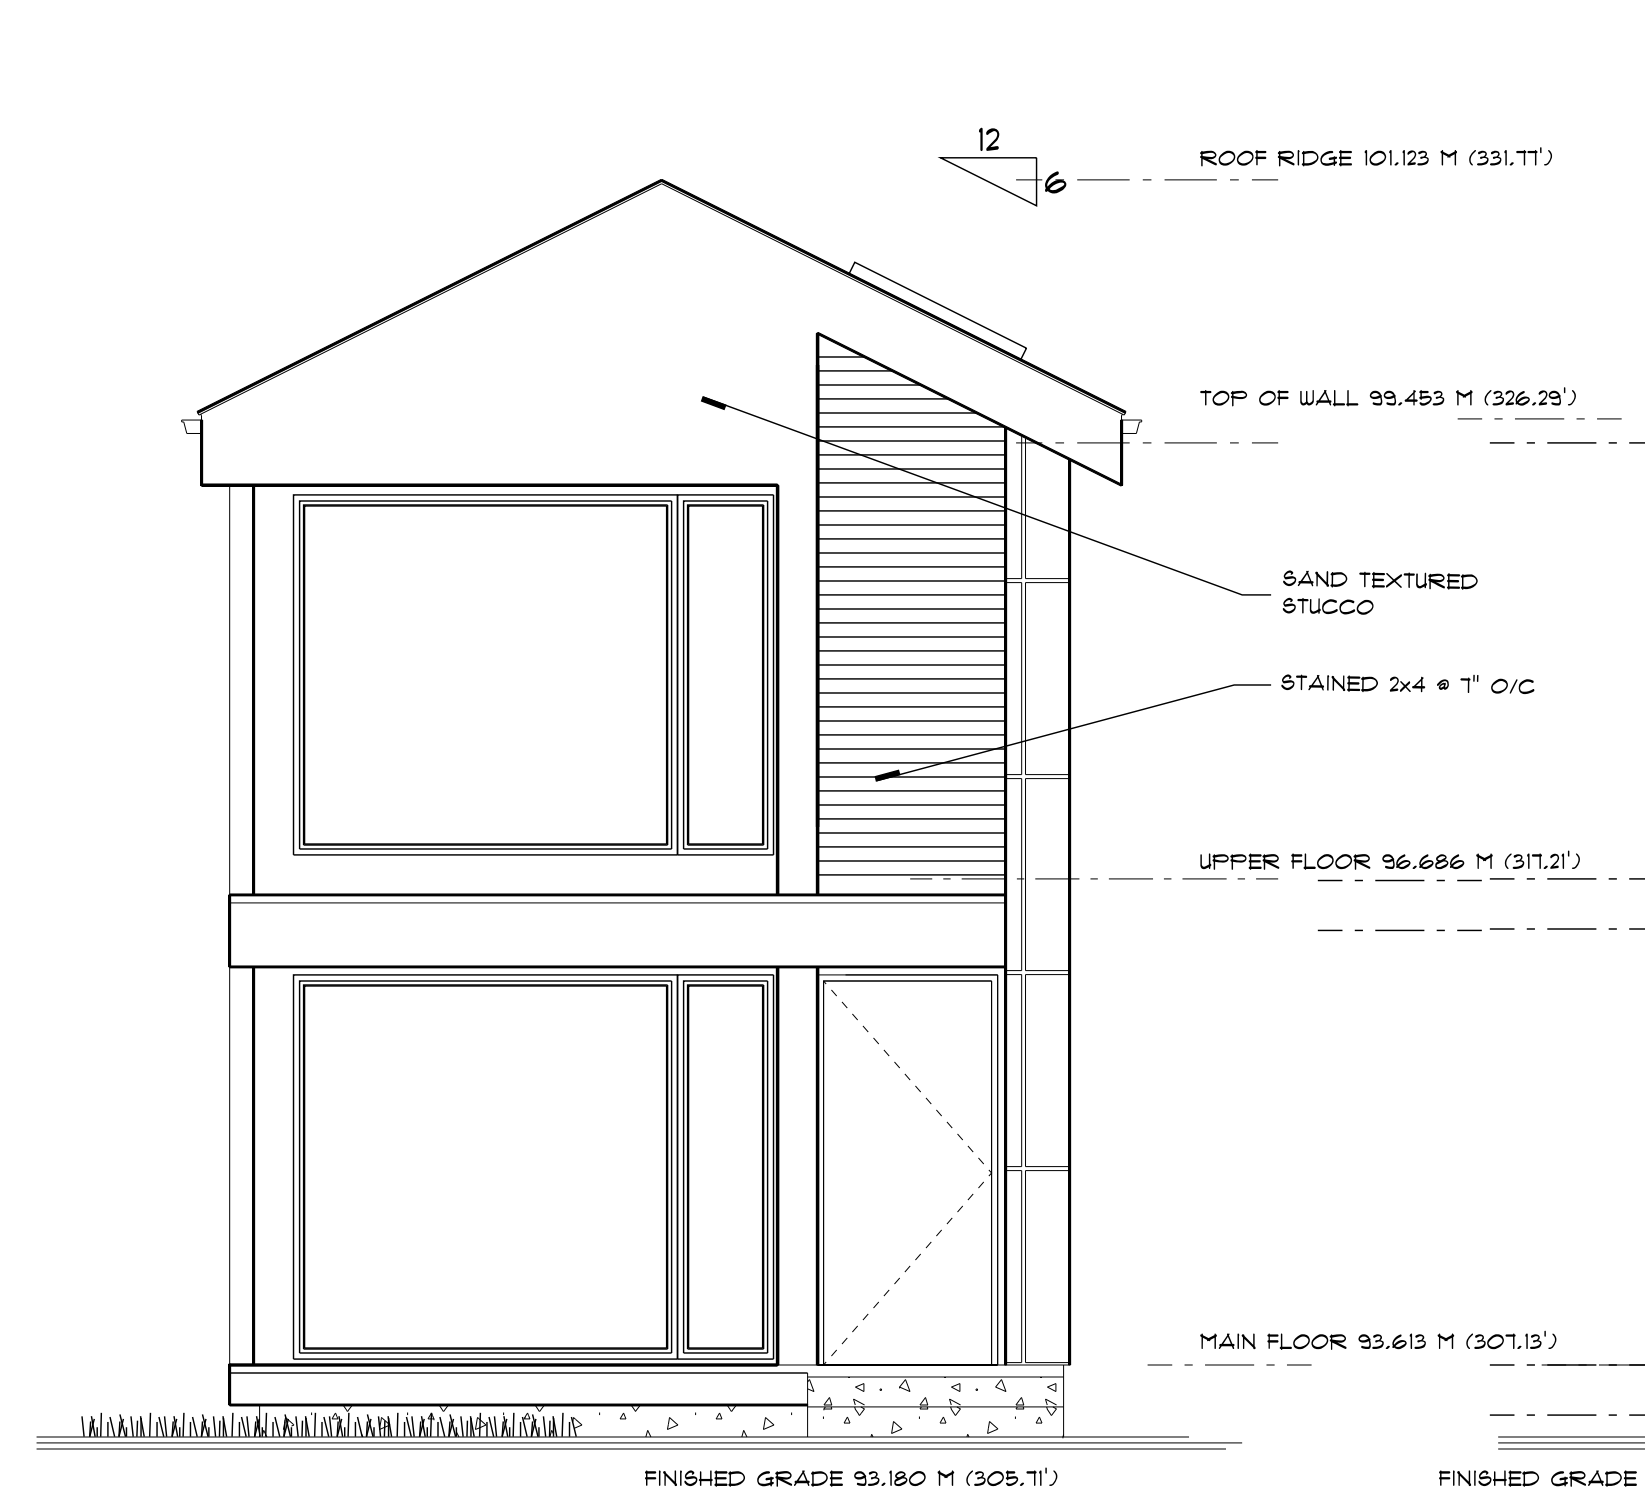 12
6
ROOF RIDGE 101.123 M (331.77')
TOP OF WALL 99.453 M (326.29')
SAND TEXTURED
STUCCO
STAINED 2x4 @ 7" O/C
UPPER FLOOR 96.686 M (317.21')
MAIN FLOOR 93.613 M (307.13')
FINISHED GRADE 93.180 M (305.71')
FINISHED GRADE